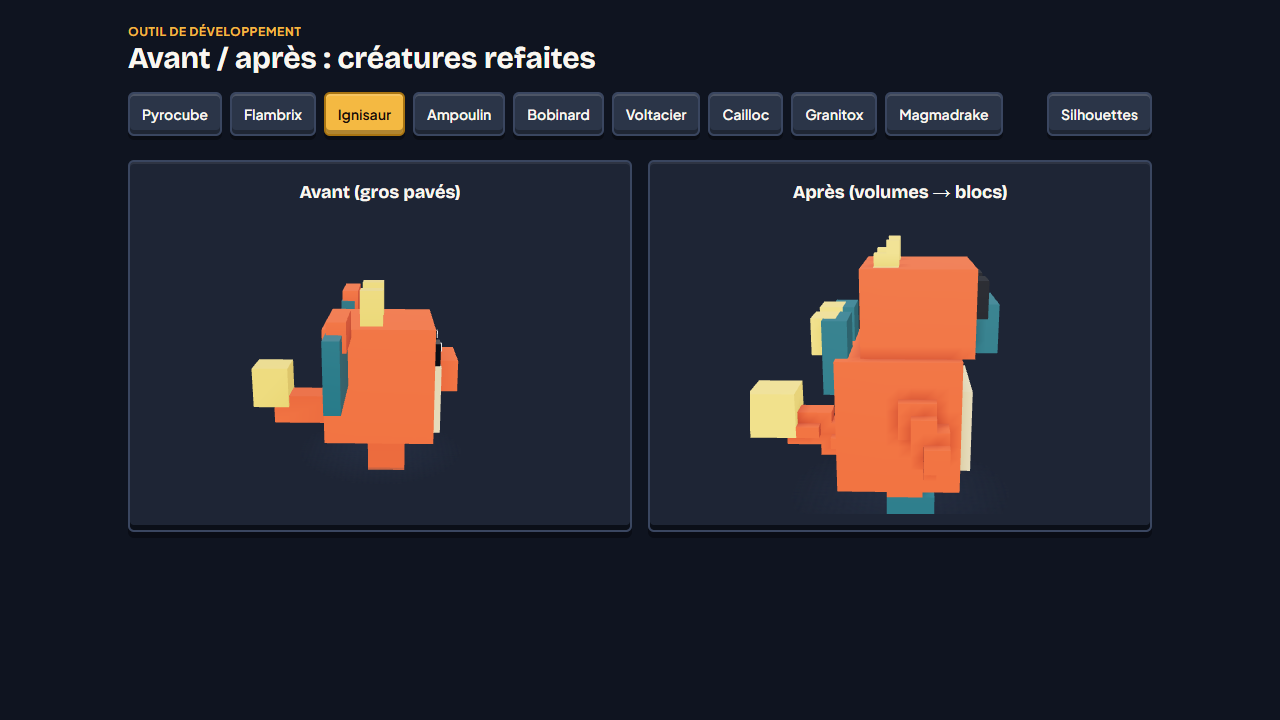 OUTIL DE DÉVELOPPEMENT
Avant / après : créatures refaites
Pyrocube Flambrix Ignisaur Ampoulin Bobinard Voltacier Cailloc Granitox Magmadrake Silhouettes
Avant (gros pavés) Après (volumes → blocs)